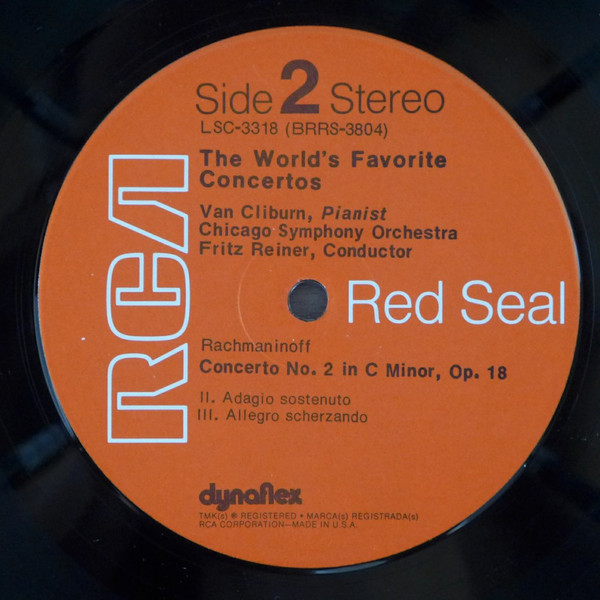 Side 2 Stereo
LSC-3318 (BRRS-3804)
The World's Favorite
Concertos
Van Cliburn, Pianist
Chicago Symphony Orchestra
Fritz Reiner, Conductor
RCA
Red Seal
Rachmaninoff
Concerto No. 2 in C Minor, Op. 18
II. Adagio sostenuto
III. Allegro scherzando
dynaflex
TMK(s) ® REGISTERED • MARCA(s) REGISTRADA(s)
RCA CORPORATION—MADE IN U.S.A.